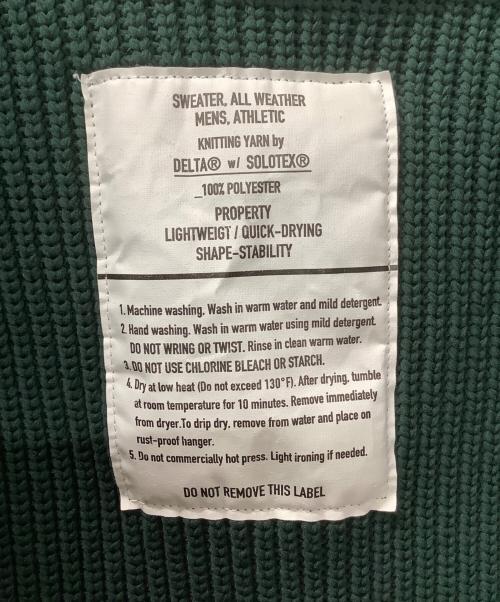 SWEATER, ALL WEATHER
MENS, ATHLETIC
KNITTING YARN by
DELTA® w/ SOLOTEX®
_100% POLYESTER
PROPERTY
LIGHTWEIGT / QUICK-DRYING
SHAPE-STABILITY
1. Machine washing. Wash in warm water and mild detergent.
2. Hand washing. Wash in warm water using mild detergent.
DO NOT WRING OR TWIST. Rinse in clean warm water.
3. DO NOT USE CHLORINE BLEACH OR STARCH.
4. Dry at low heat (Do not exceed 130°F). After drying, tumble
at room temperature for 10 minutes. Remove immediately
from dryer.To drip dry, remove from water and place on
rust-proof hanger.
5. Do not commercially hot press. Light ironing if needed.
DO NOT REMOVE THIS LABEL